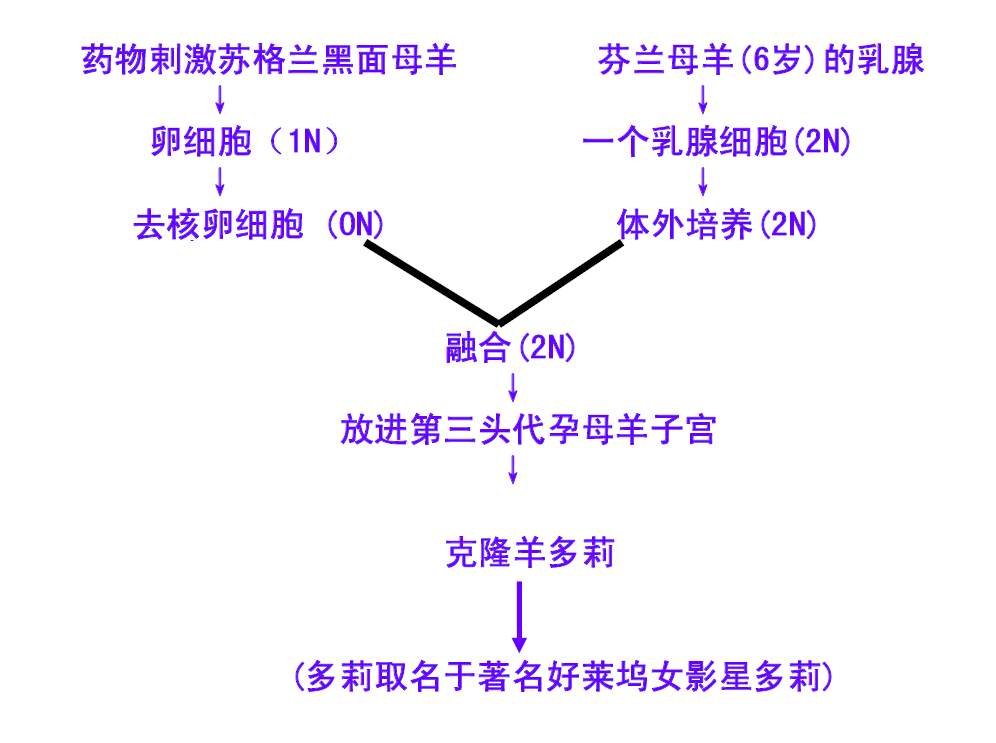 药物刺激苏格兰黑面母羊
芬兰母羊(6岁)的乳腺
卵细胞（1N）
一个乳腺细胞(2N)
去核卵细胞 (0N)
体外培养(2N)
融合(2N)
放进第三头代孕母羊子宫
克隆羊多莉
(多莉取名于著名好莱坞女影星多莉)